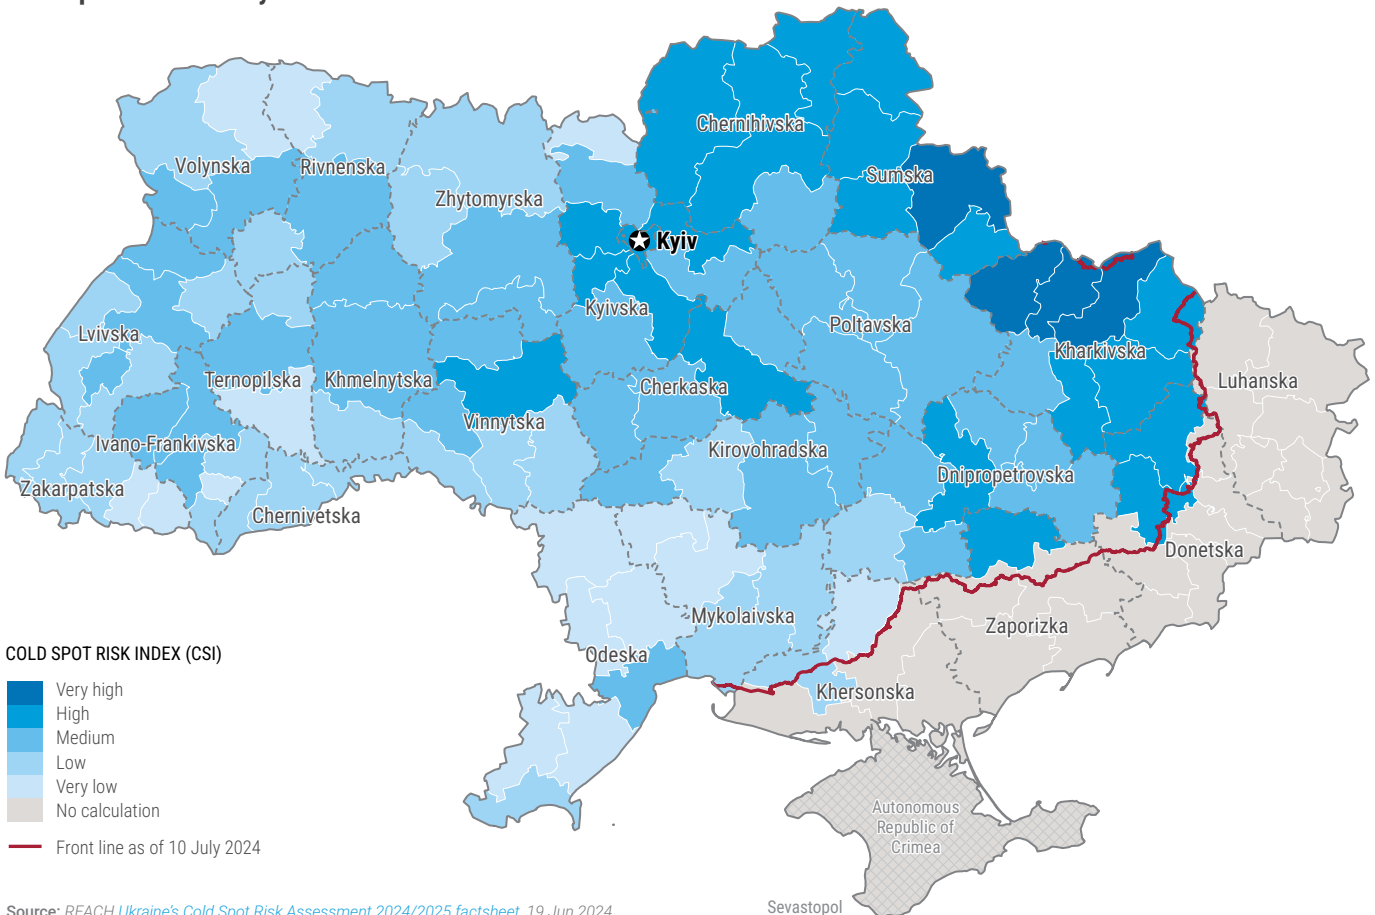 Chernihivska
Volynska
Rivnenska
Sumska
Zhytomyrska
Kyiv
Kyivska
Poltavska
Lvivska
Kharkivska
Ternopilska
Khmelnytska
Cherkaska
Luhanska
Vinnytska
Ivano-Frankivska
Kirovohradska
Dnipropetrovska
Zakarpatska
Chernivetska
Donetska
Mykolaivska
Zaporizka
Odeska
Khersonska
COLD SPOT RISK INDEX (CSI)
Very high
High
Medium
Low
Very low
No calculation
Front line as of 10 July 2024
Autonomous
Republic of
Crimea
Sevastopol
Source: REACH Ukraine's Cold Spot Risk Assessment 2024/2025 factsheet, 19 Jun 2024